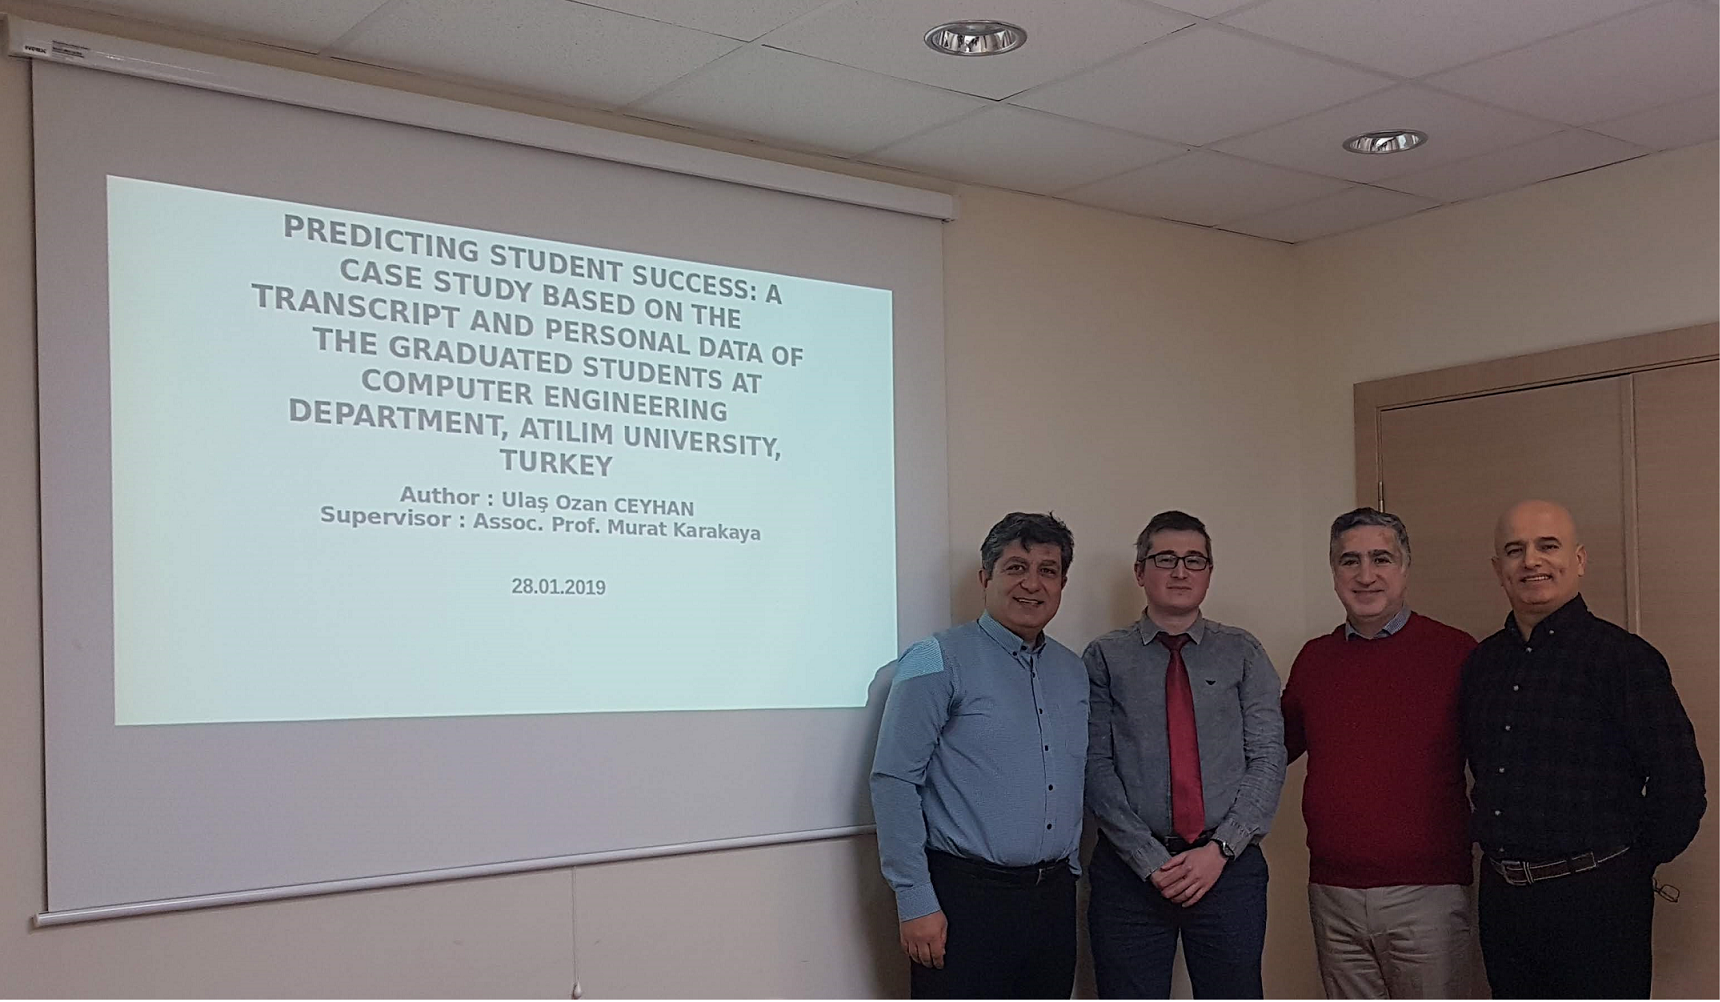 PREDICTING STUDENT SUCCESS: A
CASE STUDY BASED ON THE
TRANSCRIPT AND PERSONAL DATA OF
THE GRADUATED STUDENTS AT
COMPUTER ENGINEERING
DEPARTMENT, ATILIM UNIVERSITY,
TURKEY
Author : Ulaş Ozan CEYHAN
Supervisor : Assoc. Prof. Murat Karakaya
28.01.2019